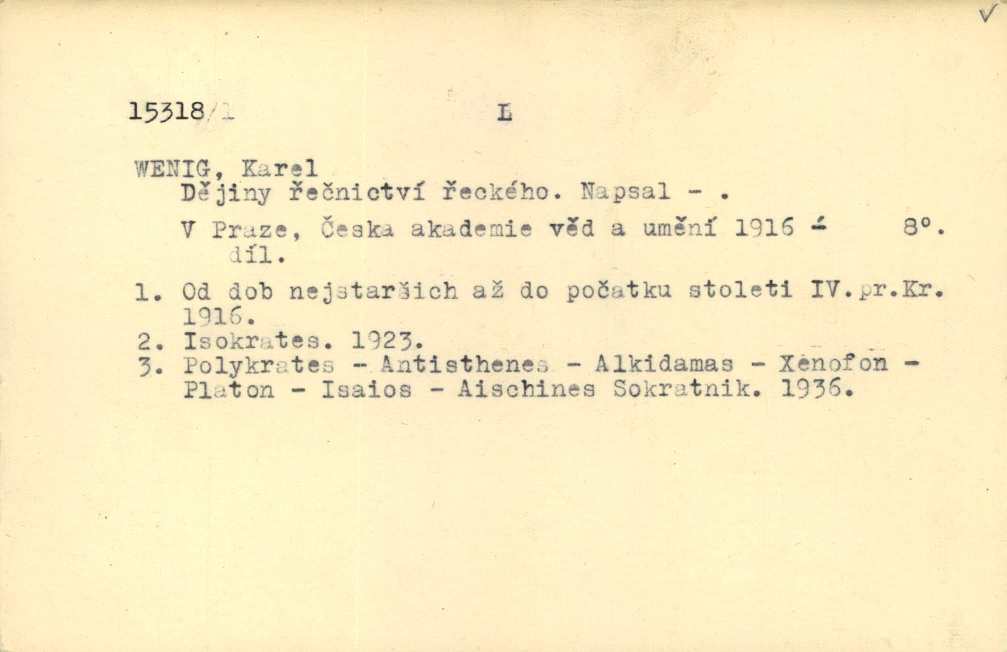 15318/1 L
WENIG, Karel
Dějiny řečnictví řeckého. Napsal - .
V Praze, Česka akademie věd a umění 1916 - 8°.
díl.
1. Od dob nejstaršich až do počatku stoleti IV.pr.Kr.
1916.
2. Isokrates. 1923.
3. Polykrates - Antisthenes - Alkidamas - Xenofon -
Platon - Isaios - Aischines Sokratnik. 1936.